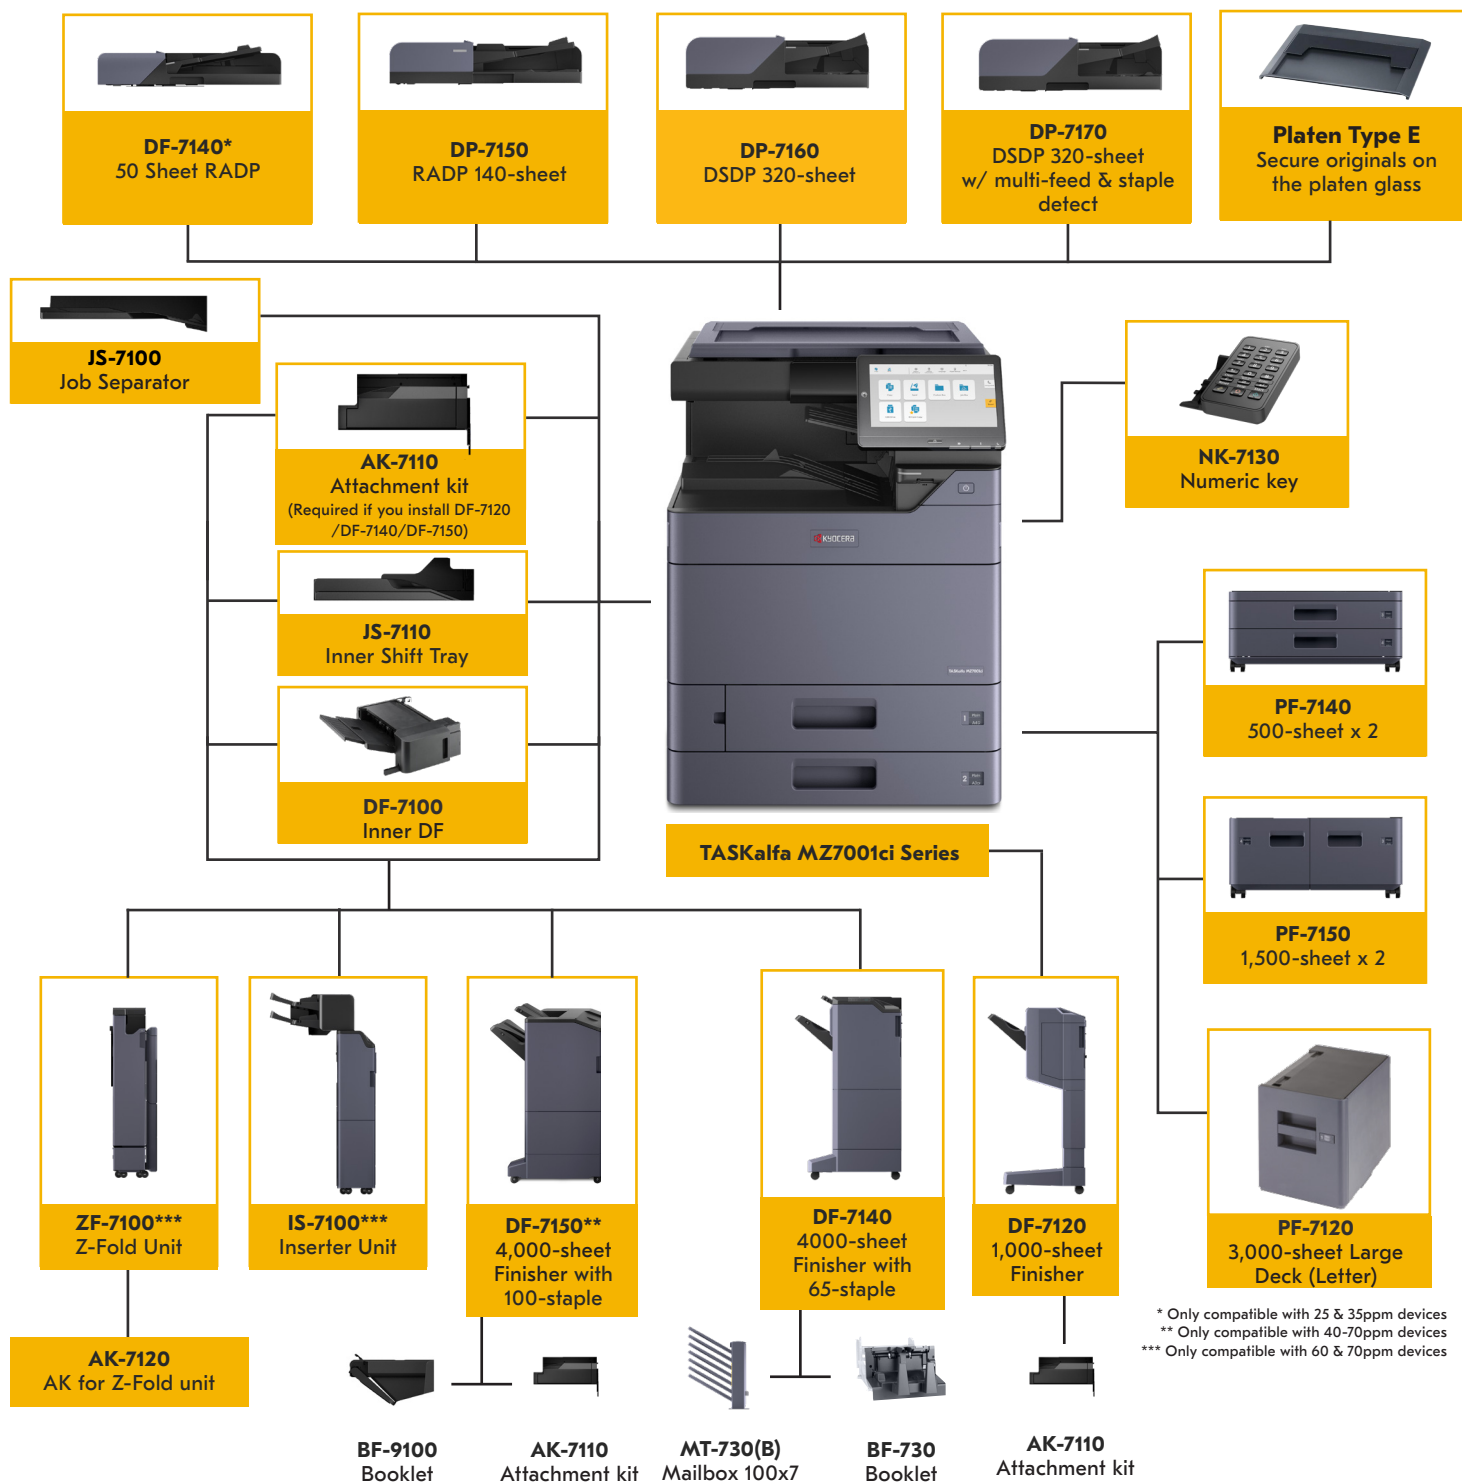 DF-7140*
50 Sheet RADP
DP-7150
RADP 140-sheet
DP-7160
DSDP 320-sheet
DP-7170
DSDP 320-sheet
w/ multi-feed & staple
detect
Platen Type E
Secure originals on
the platen glass
JS-7100
Job Separator
AK-7110
Attachment kit
(Required if you install DF-7120
/DF-7140/DF-7150)
JS-7110
Inner Shift Tray
DF-7100
Inner DF
KYOCERA
1
2
TASKalfa MZ7001ci Series
NK-7130
Numeric key
PF-7140
500-sheet x 2
PF-7150
1,500-sheet x 2
PF-7120
3,000-sheet Large
Deck (Letter)
ZF-7100***
Z-Fold Unit
IS-7100***
Inserter Unit
DF-7150**
4,000-sheet
Finisher with
100-staple
DF-7140
4000-sheet
Finisher with
65-staple
DF-7120
1,000-sheet
Finisher
* Only compatible with 25 & 35ppm devices
** Only compatible with 40-70ppm devices
*** Only compatible with 60 & 70ppm devices
AK-7120
AK for Z-Fold unit
BF-9100
Booklet
AK-7110
Attachment kit
MT-730(B)
Mailbox 100x7
BF-730
Booklet
AK-7110
Attachment kit